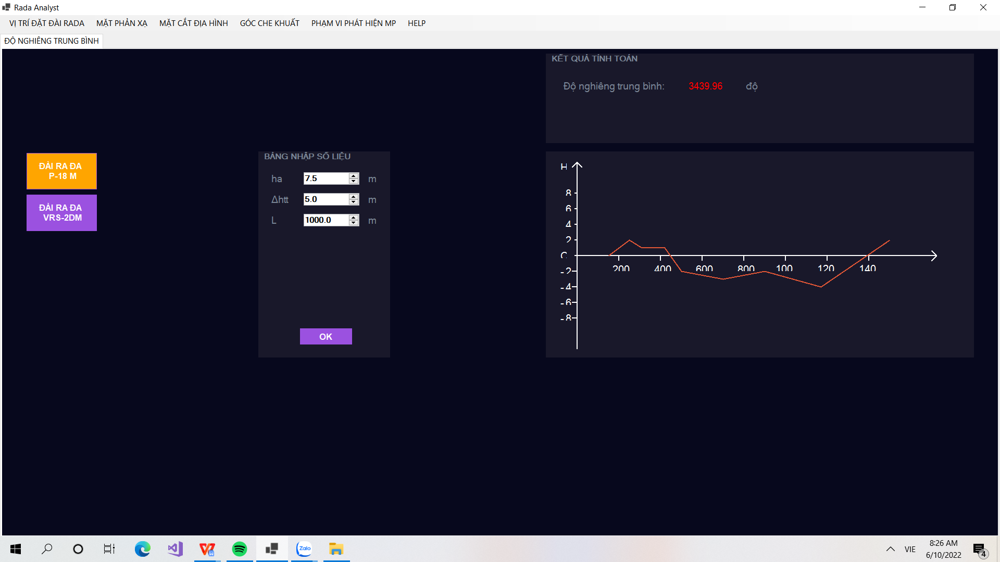 Rada Analyst
VỊ TRÍ ĐẶT ĐÀI RADA MẶT PHẢN XẠ MẶT CẮT ĐỊA HÌNH GÓC CHE KHUẤT PHẠM VI PHÁT HIỆN MP HELP
ĐỘ NGHIÊNG TRUNG BÌNH
KẾT QUẢ TÍNH TOÁN
Độ nghiêng trung bình: 3439.96 độ
ĐÀI RA ĐA
P-18 M
ĐÀI RA ĐA
VRS-2DM
BẢNG NHẬP SỐ LIỆU
ha 7.5 m
Δhtt 5.0 m
L 1000.0 m
OK
H
8
6
4
2
-2
-4
-6
-8
200 400 600 800 100 120 140
Zalo
VIE
8:26 AM
6/10/2022
4